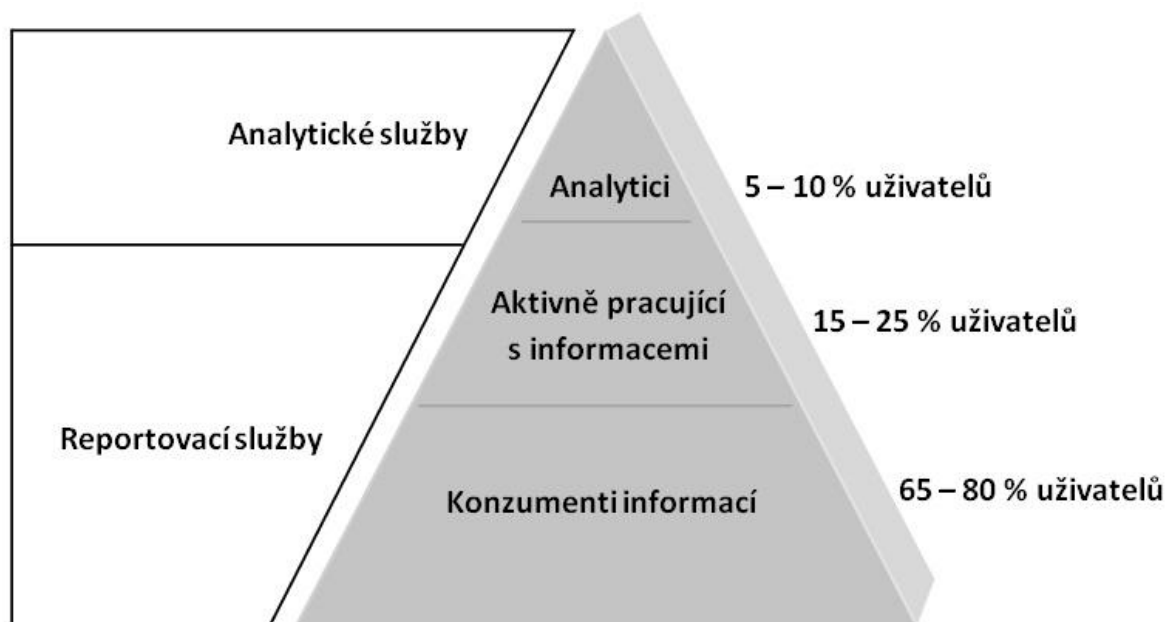 Analytické služby
Analytici
5 – 10 % uživatelů
Aktivně pracující
s informacemi
15 – 25 % uživatelů
Reportovací služby
Konzumenti informací
65 – 80 % uživatelů